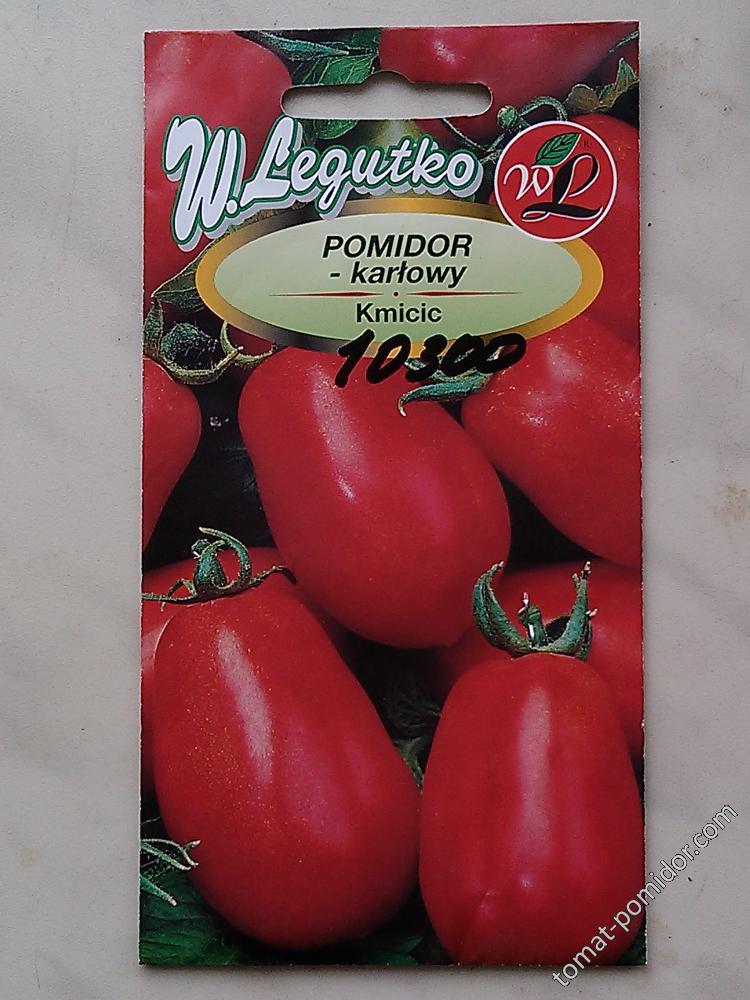 W. Legutko
WL
POMIDOR
- karłowy
Kmicic
10300
tomat-pomidor.com